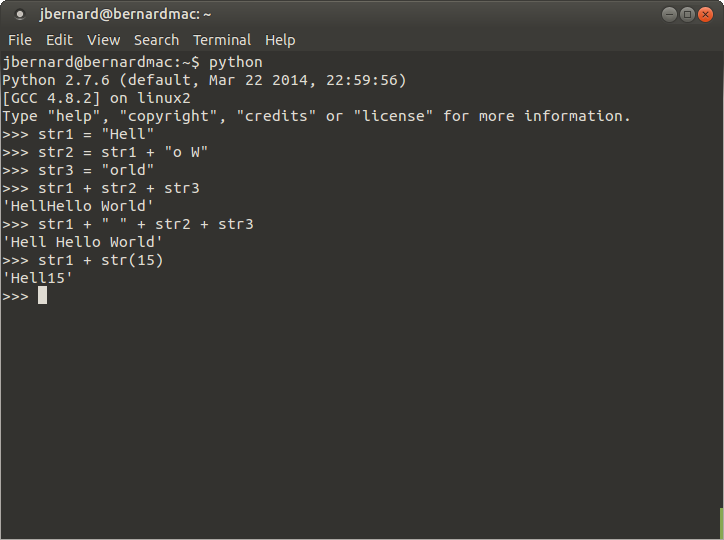 jbernard@bernardmac: ~
File Edit View Search Terminal Help
jbernard@bernardmac:~$ python
Python 2.7.6 (default, Mar 22 2014, 22:59:56)
[GCC 4.8.2] on linux2
Type "help", "copyright", "credits" or "license" for more information.
>>> str1 = "Hell"
>>> str2 = str1 + "o W"
>>> str3 = "orld"
>>> str1 + str2 + str3
'HellHello World'
>>> str1 + " " + str2 + str3
'Hell Hello World'
>>> str1 + str(15)
'Hell15'
>>>